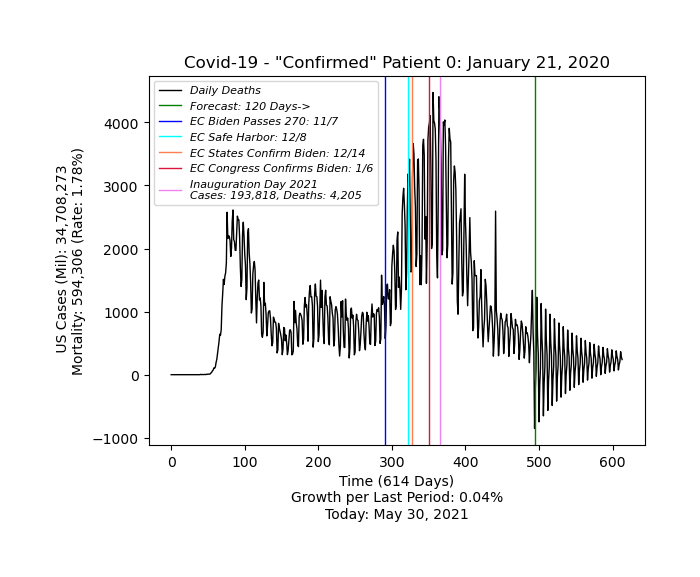 Covid-19 - "Confirmed" Patient 0: January 21, 2020
Daily Deaths
Forecast: 120 Days->
EC Biden Passes 270: 11/7
EC Safe Harbor: 12/8
EC States Confirm Biden: 12/14
EC Congress Confirms Biden: 1/6
Inauguration Day 2021
Cases: 193,818, Deaths: 4,205
US Cases (Mil): 34,708,273
Mortality: 594,306 (Rate: 1.78%)
4000
3000
2000
1000
0
−1000
0 100 200 300 400 500 600
Time (614 Days)
Growth per Last Period: 0.04%
Today: May 30, 2021